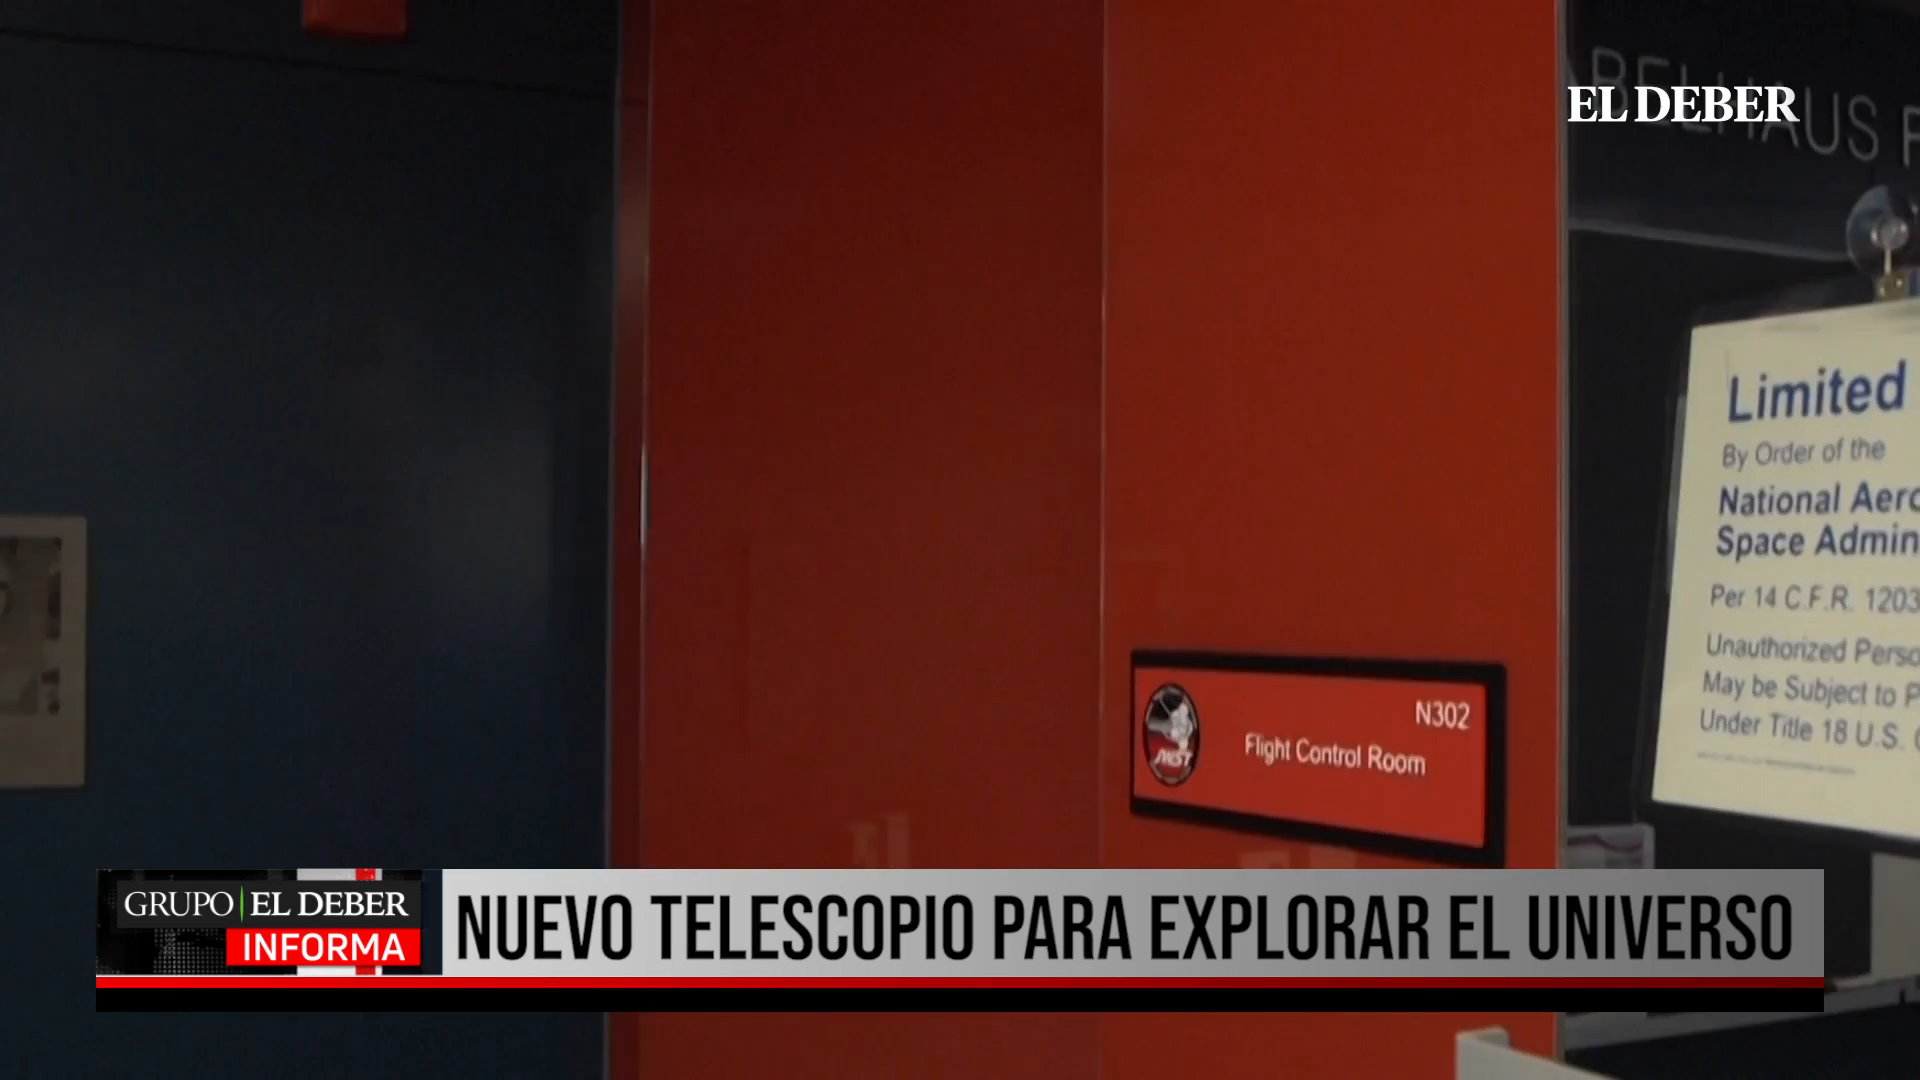 EL DEBER
Limited
By Order of the
National Aero
Space Admin
Per 14 C.F.R. 1203
Unauthorized Perso
May be Subject to P
Under Title 18 U.S.
N302
Flight Control Room
JWST
GRUPO EL DEBER
INFORMA
NUEVO TELESCOPIO PARA EXPLORAR EL UNIVERSO